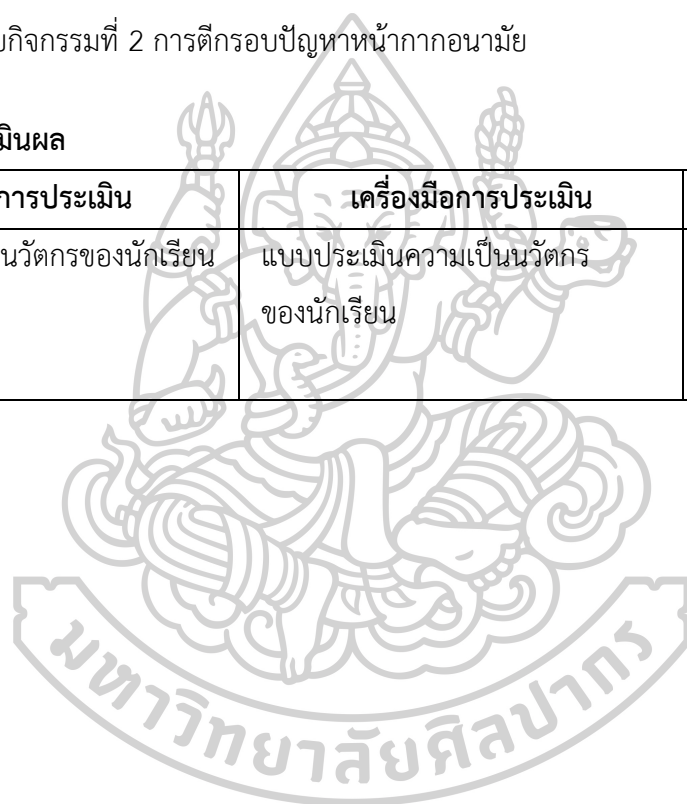 กิจกรรมที่ 2 การตีกรอบปัญหาหน้ากากอนามัย
มินผล
การประเมิน เครื่องมือการประเมิน
นวัตกรของนักเรียน แบบประเมินความเป็นนวัตกร
ของนักเรียน
มหาวิทยาลัยศิลปากร